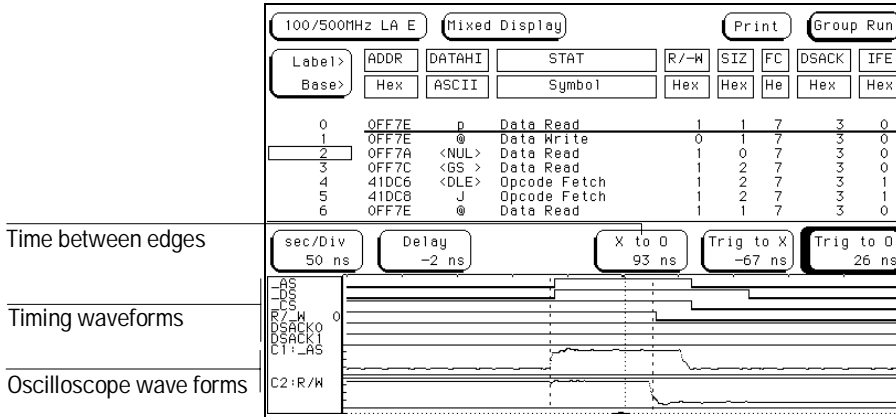 100/500MHz LA E Mixed Display Print Group Run
Label> ADDR DATAHI STAT R/-W SIZ FC DSACK IFE
Base> Hex ASCII Symbol Hex Hex He Hex Hex
0 0FF7E p Data Read 1 1 7 3 0
1 0FF7E @ Data Write 0 1 7 3 0
2 0FF7A <NUL> Data Read 1 0 7 3 0
3 0FF7C <GS > Data Read 1 2 7 3 0
4 41DC6 <DLE> Opcode Fetch 1 2 7 3 1
5 41DC8 J Opcode Fetch 1 2 7 3 1
6 0FF7E @ Data Read 1 1 7 3 0
Time between edges
sec/Div Delay X to O Trig to X Trig to O
50 ns -2 ns 93 ns -67 ns 26 ns
_AS
_DS
_CS
Timing waveforms
R/_W 0
DSACK0
DSACK1
C1:_AS
Oscilloscope wave forms
C2:R/W